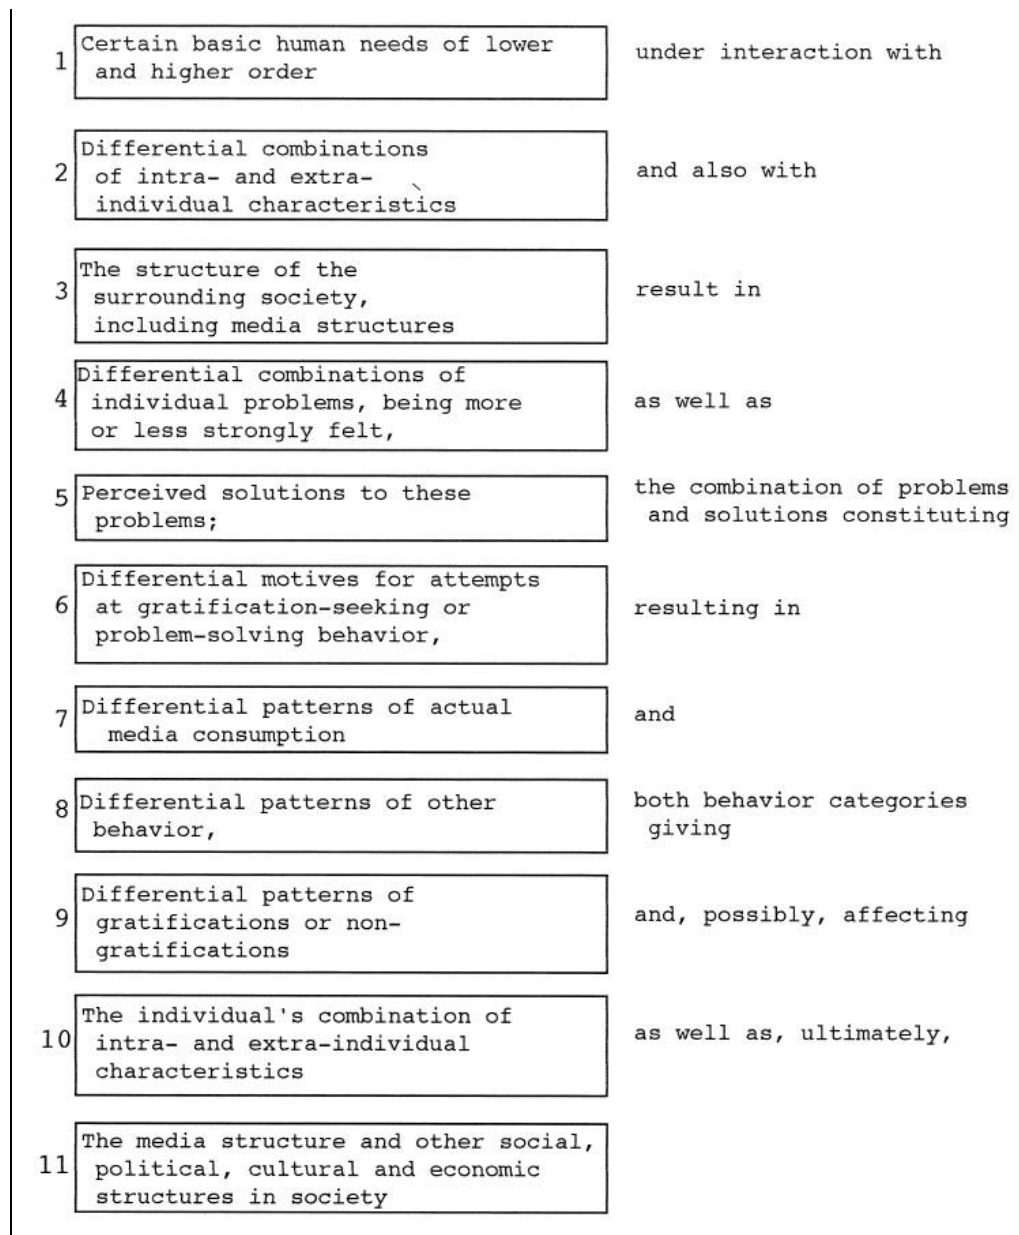 1 Certain basic human needs of lower
and higher order
under interaction with
2 Differential combinations
of intra- and extra-
individual characteristics
and also with
3 The structure of the
surrounding society,
including media structures
result in
4 Differential combinations of
individual problems, being more
or less strongly felt,
as well as
5 Perceived solutions to these
problems;
the combination of problems
and solutions constituting
6 Differential motives for attempts
at gratification-seeking or
problem-solving behavior,
resulting in
7 Differential patterns of actual
media consumption
and
8 Differential patterns of other
behavior,
both behavior categories
giving
9 Differential patterns of
gratifications or non-
gratifications
and, possibly, affecting
10 The individual's combination of
intra- and extra-individual
characteristics
as well as, ultimately,
11 The media structure and other social,
political, cultural and economic
structures in society